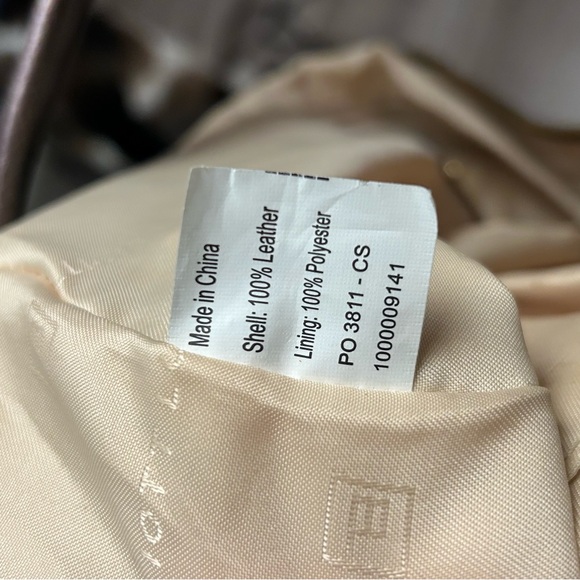 Made in China
Shell: 100% Leather
Lining: 100% Polyester
PO 3811 - CS
1000009141